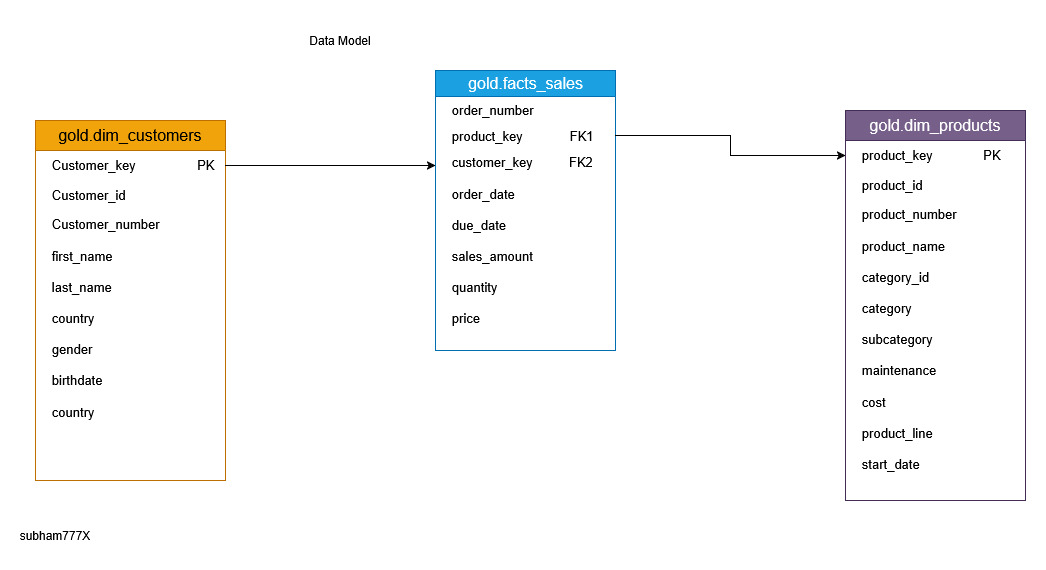 Data Model
gold.dim_customers
Customer_key PK
Customer_id
Customer_number
first_name
last_name
country
gender
birthdate
country
gold.facts_sales
order_number
product_key FK1
customer_key FK2
order_date
due_date
sales_amount
quantity
price
gold.dim_products
product_key PK
product_id
product_number
product_name
category_id
category
subcategory
maintenance
cost
product_line
start_date
subham777X